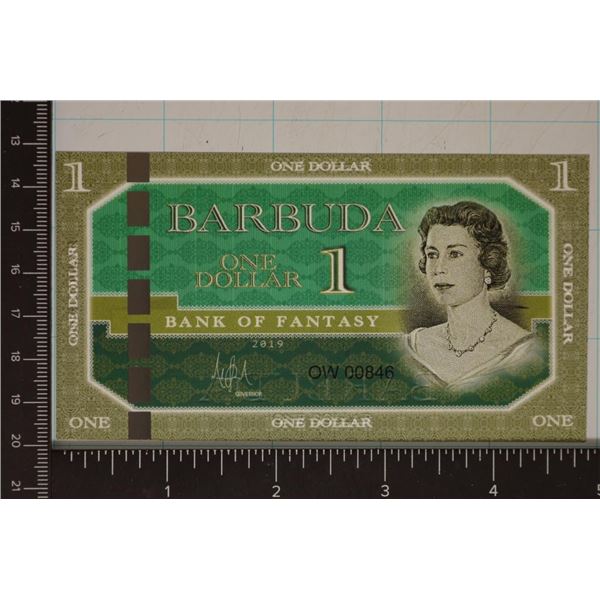 ONE DOLLAR
1 1
BARBUDA
ONE
DOLLAR 1
ONE DOLLAR
ONE DOLLAR
BANK OF FANTASY
2019
OW 00846
GOVERNOR
ONE ONE
ONE DOLLAR
13
14
15
16
17
18
19
20
21
1 2 3 4 5